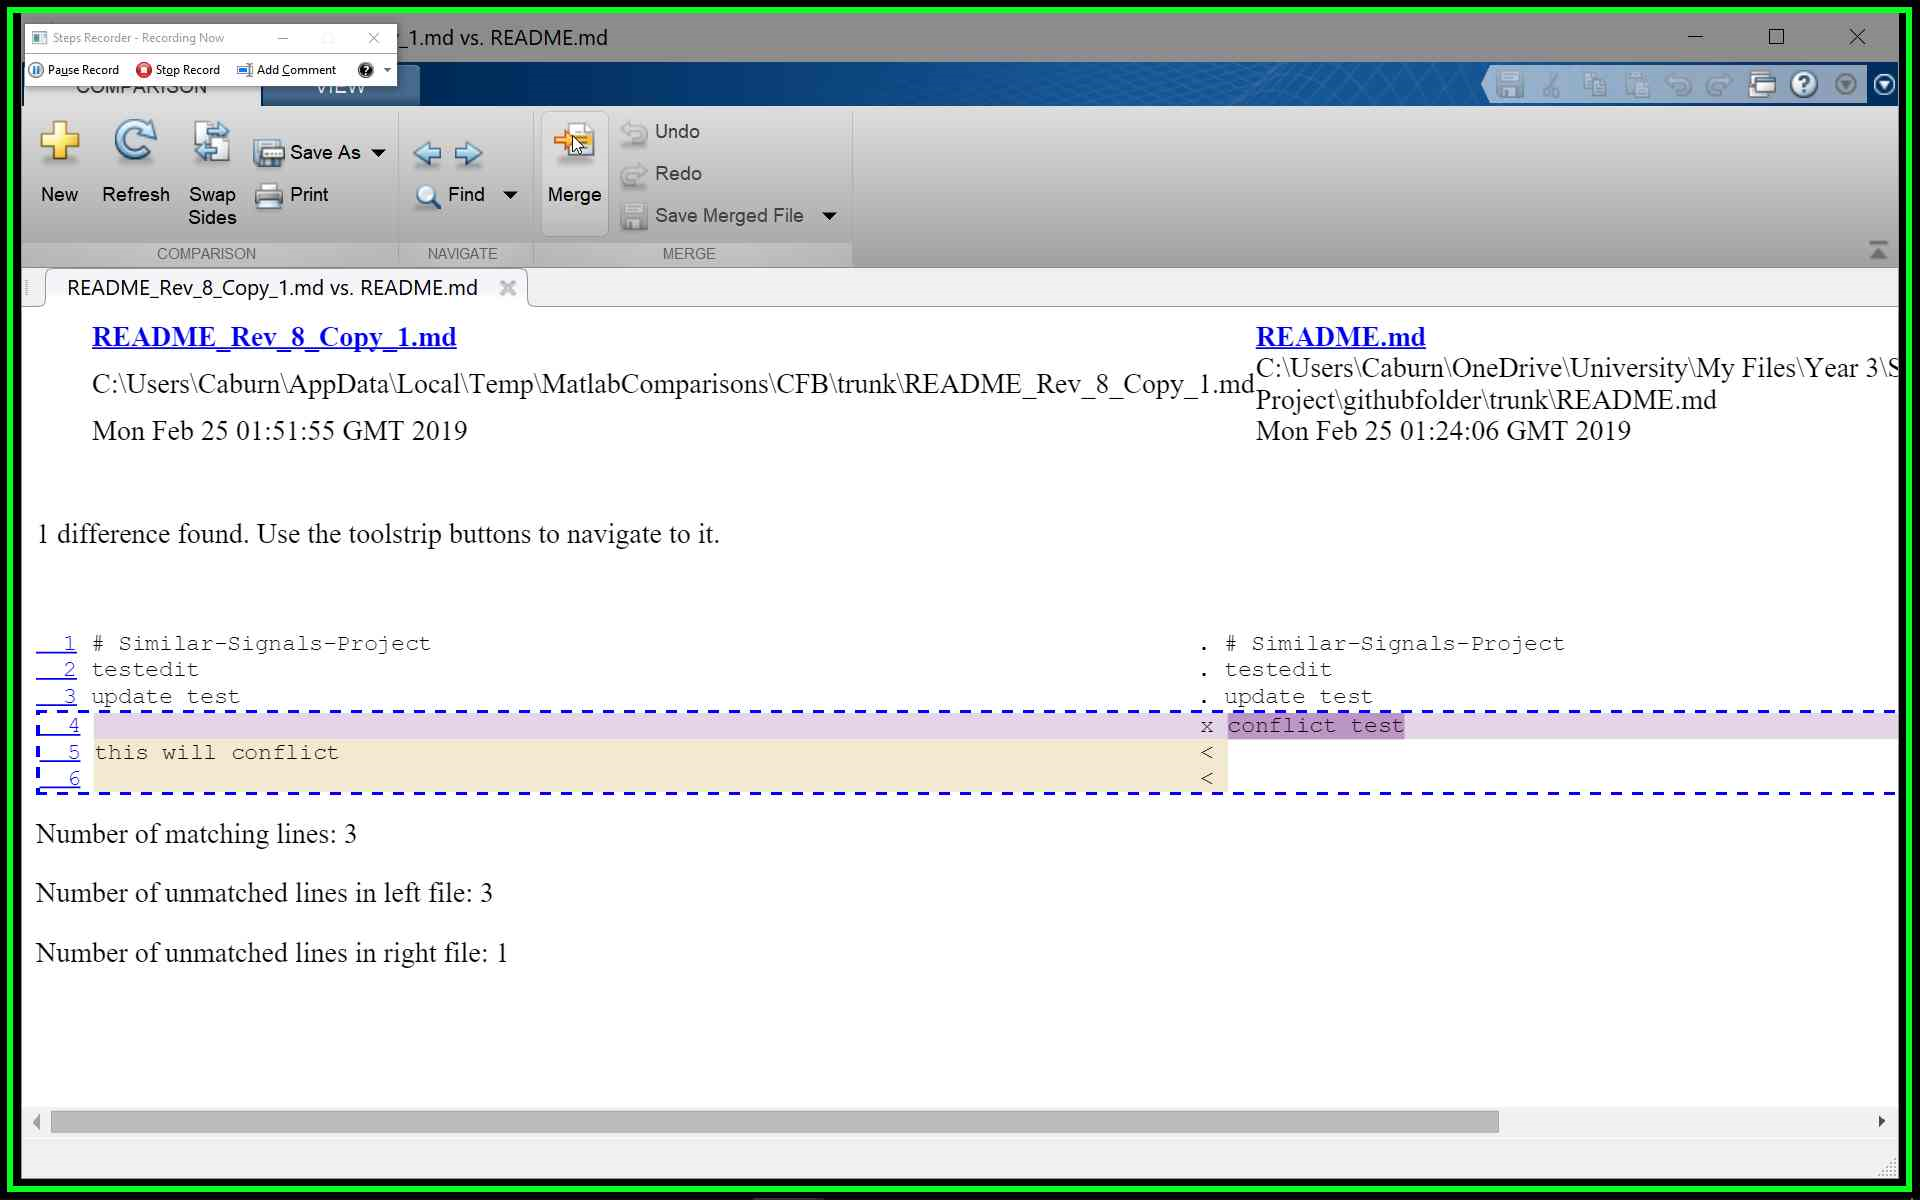 Steps Recorder - Recording Now
_1.md vs. README.md
Pause Record Stop Record Add Comment
COMPARISON VIEW
New Refresh Swap Sides Save As Print
Find
Merge
Undo
Redo
Save Merged File
COMPARISON NAVIGATE MERGE
README_Rev_8_Copy_1.md vs. README.md
README_Rev_8_Copy_1.md
C:\Users\Caburn\AppData\Local\Temp\MatlabComparisons\CFB\trunk\README_Rev_8_Copy_1.md
Mon Feb 25 01:51:55 GMT 2019
README.md
C:\Users\Caburn\OneDrive\University\My Files\Year 3\S
Project\githubfolder\trunk\README.md
Mon Feb 25 01:24:06 GMT 2019
1 difference found. Use the toolstrip buttons to navigate to it.
1 # Similar-Signals-Project . # Similar-Signals-Project
2 testedit . testedit
3 update test . update test
4 x conflict test
5 this will conflict <
6 <
Number of matching lines: 3
Number of unmatched lines in left file: 3
Number of unmatched lines in right file: 1